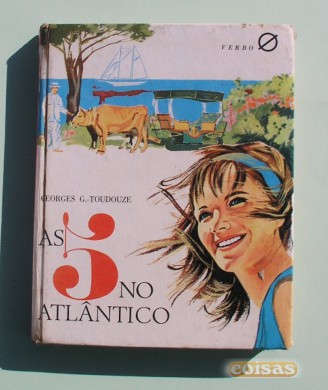 VERBO
GEORGES G.-TOUDOUZE
AS
5
NO
ATLÂNTICO
coisas